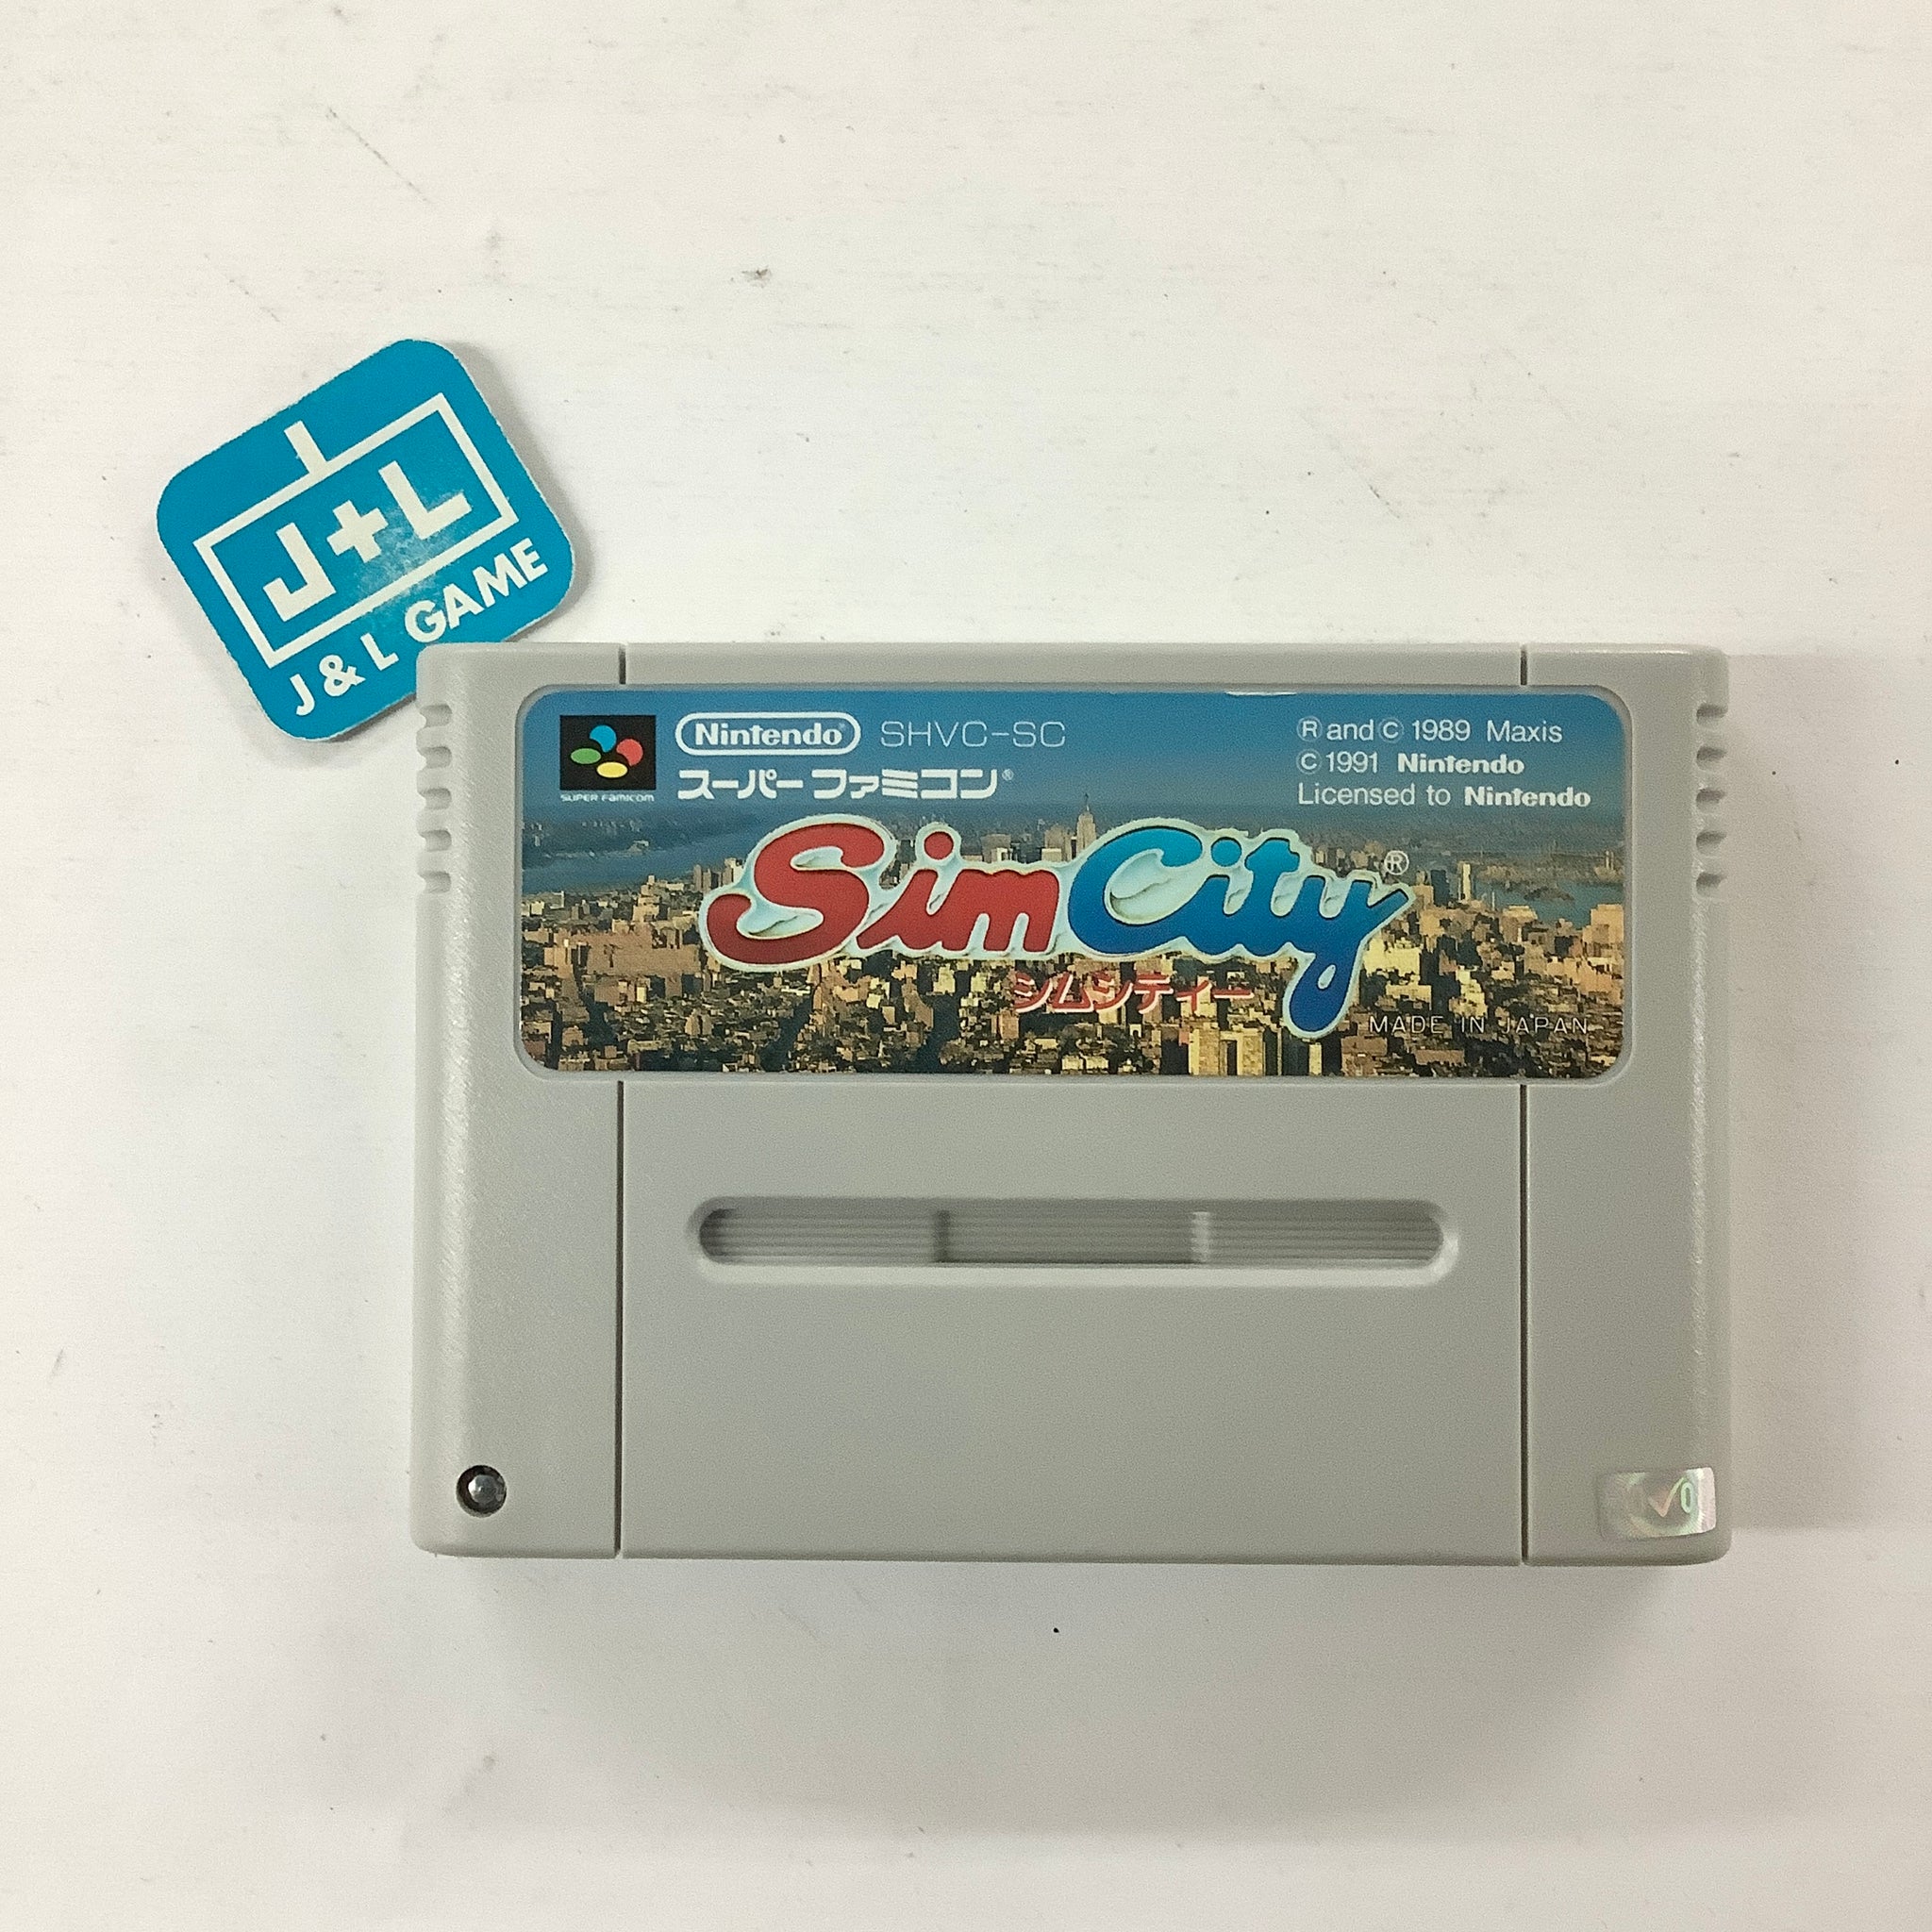 J+L
J & L GAME
SUPER FAMICOM
Nintendo® SHVC-SC
スーパーファミコン®
®and© 1989 Maxis
©1991 Nintendo
Licensed to Nintendo
SimCity®
シムシティー
MADE IN JAPAN